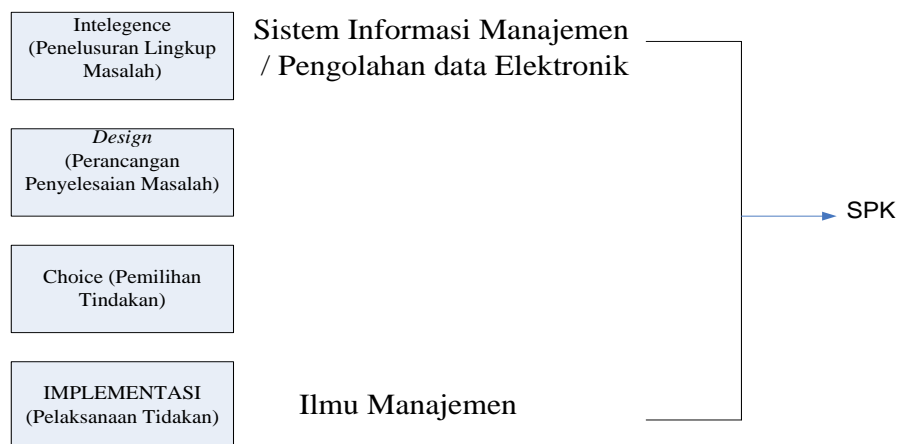 Intelegence
(Penelusuran Lingkup
Masalah)
Sistem Informasi Manajemen
/ Pengolahan data Elektronik
Design
(Perancangan
Penyelesaian Masalah)
SPK
Choice (Pemilihan
Tindakan)
IMPLEMENTASI
(Pelaksanaan Tidakan)
Ilmu Manajemen